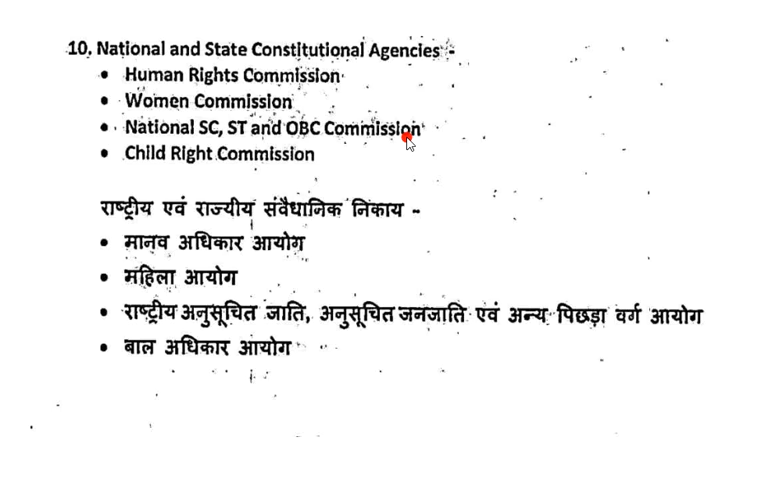 10. National and State Constitutional Agencies :-
• Human Rights Commission
• Women Commission
• National SC, ST and OBC Commission
• Child Right Commission
राष्ट्रीय एवं राज्यीय संवैधानिक निकाय -
• मानव अधिकार आयोग
• महिला आयोग
• राष्ट्रीय अनुसूचित जाति, अनुसूचित जनजाति एवं अन्य पिछड़ा वर्ग आयोग
• बाल अधिकार आयोग